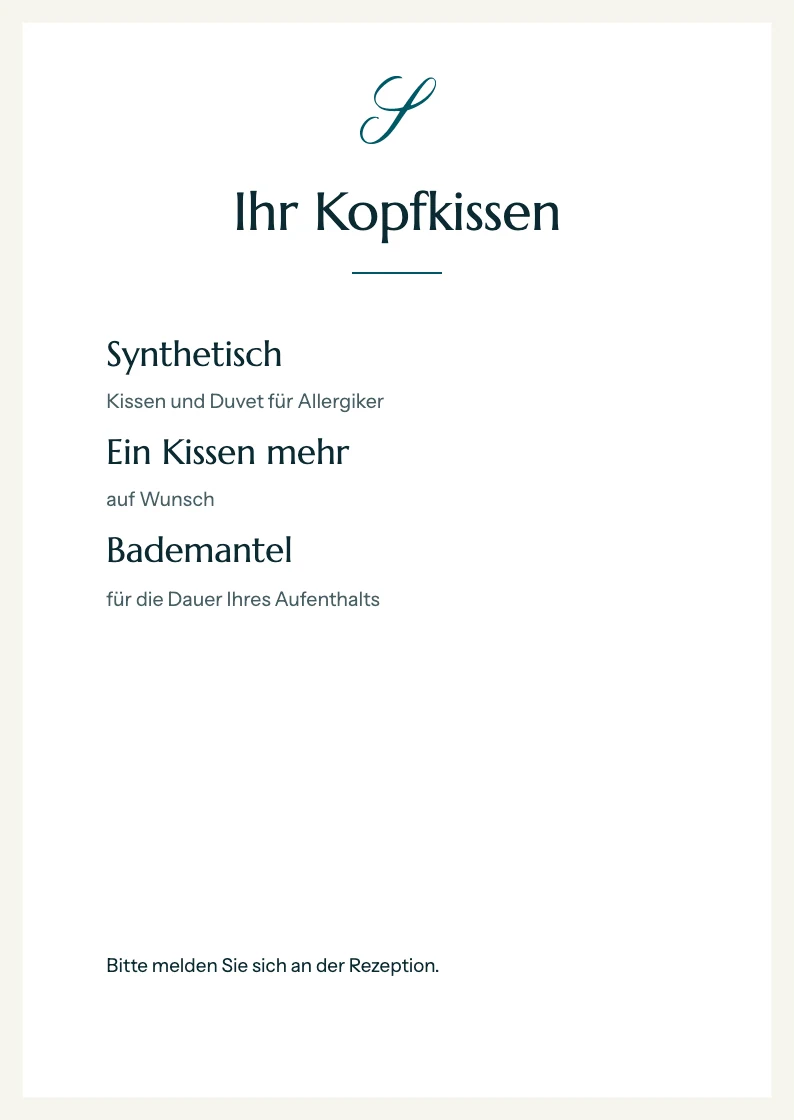 S
Ihr Kopfkissen
Synthetisch
Kissen und Duvet für Allergiker
Ein Kissen mehr
auf Wunsch
Bademantel
für die Dauer Ihres Aufenthalts
Bitte melden Sie sich an der Rezeption.